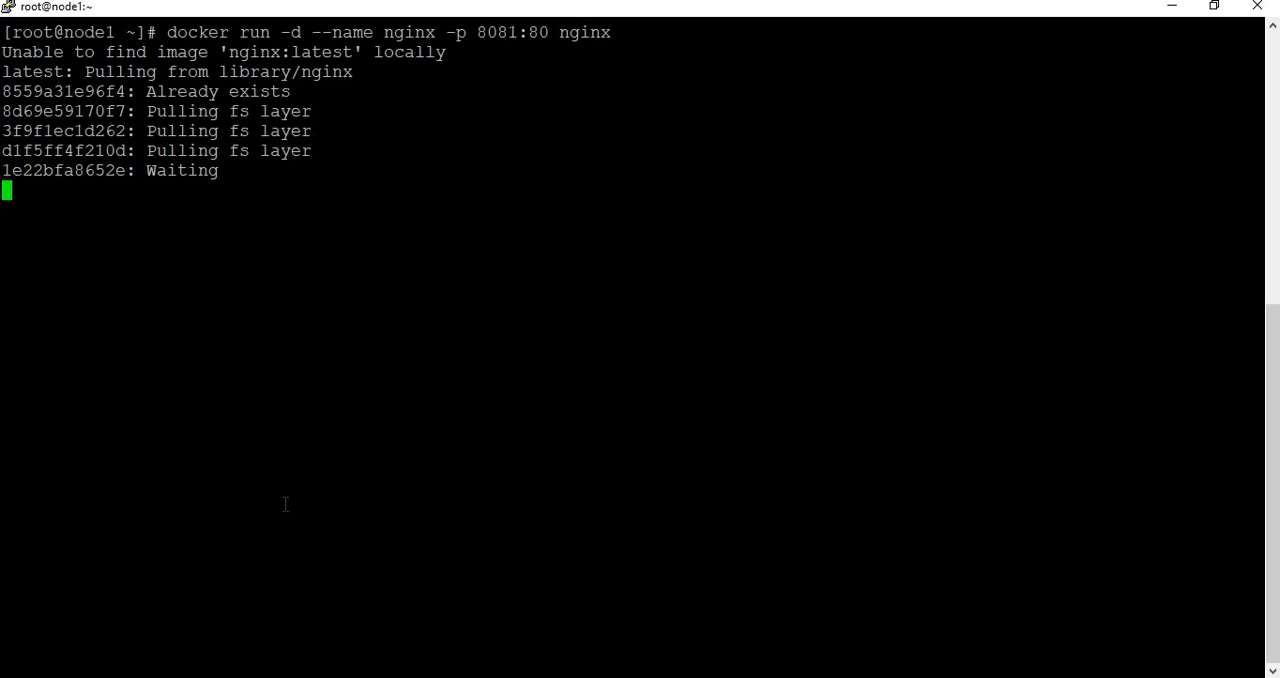 root@node1:~
[root@node1 ~]# docker run -d --name nginx -p 8081:80 nginx
Unable to find image 'nginx:latest' locally
latest: Pulling from library/nginx
8559a31e96f4: Already exists
8d69e59170f7: Pulling fs layer
3f9f1ec1d262: Pulling fs layer
d1f5ff4f210d: Pulling fs layer
1e22bfa8652e: Waiting